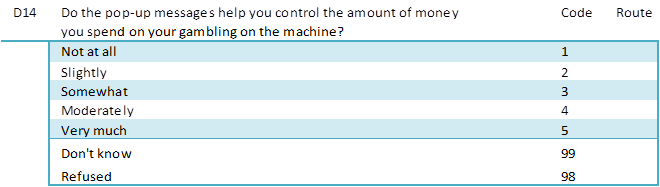 D14 Do the pop-up messages help you control the amount of money Code Route
you spend on your gambling on the machine?
Not at all 1
Slightly 2
Somewhat 3
Moderately 4
Very much 5
Don't know 99
Refused 98